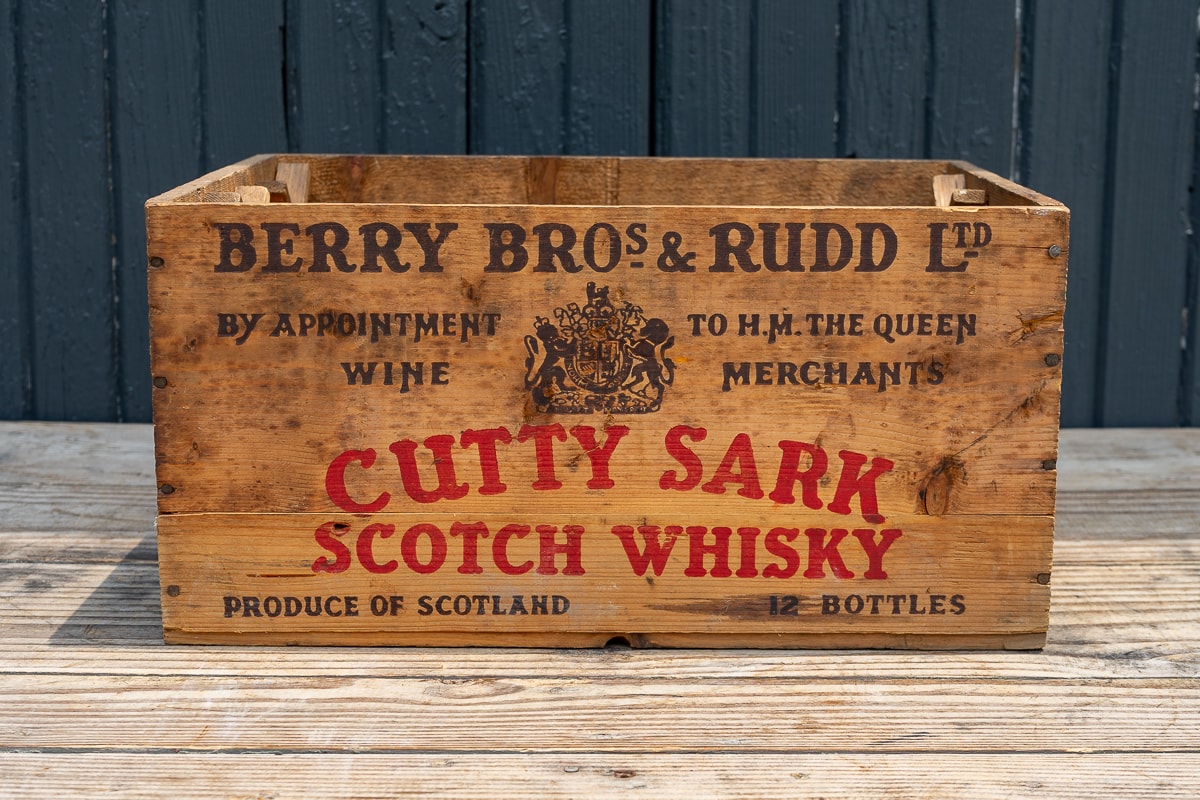 BERRY BROS & RUDD LTD
BY APPOINTMENT TO H.M. THE QUEEN
WINE MERCHANTS
CUTTY SARK
SCOTCH WHISKY
PRODUCE OF SCOTLAND 12 BOTTLES